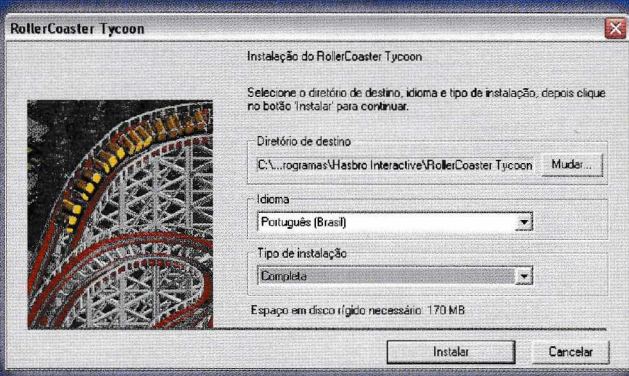 RollerCoaster Tycoon
Instalação do RollerCoaster Tycoon
Selecione o diretório de destino, idioma e tipo de instalação, depois clique
no botão 'Instalar' para continuar.
Diretório de destino
C:\...rogramas\Hasbro Interactive\RollerCoaster Tycoon
Mudar...
Idioma
Português (Brasil)
Tipo de instalação
Completa
Espaço em disco rígido necessário: 170 MB
Instalar
Cancelar